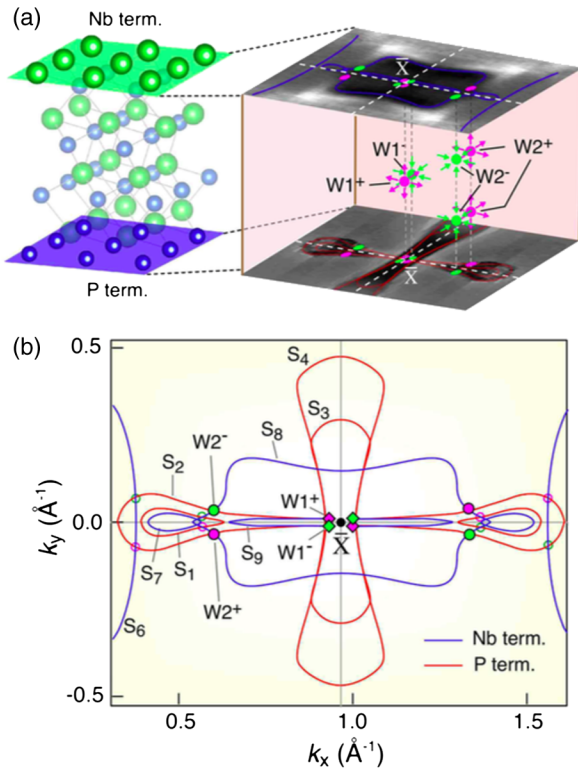 (a)
Nb term.
P term.
X̄
W1⁻
W1⁺
W2⁺
W2⁻
X̄
(b)
0.5
0.0
-0.5
k_y (Å⁻¹)
S₄
S₃
S₈
S₂
W2⁻
W1⁺
W1⁻
X̄
S₉
S₇
S₁
W2⁺
S₆
Nb term.
P term.
0.5
1.0
1.5
k_x (Å⁻¹)